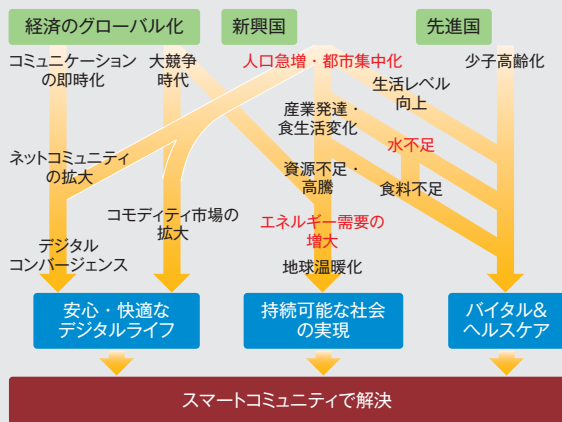 経済のグローバル化
新興国
先進国
コミュニケーション
の即時化
大競争
時代
人口急増・都市集中化
少子高齢化
生活レベル
向上
産業発達・
食生活変化
水不足
ネットコミュニティ
の拡大
資源不足・
高騰
食料不足
コモディティ市場の
拡大
エネルギー需要の
増大
デジタル
コンバージェンス
地球温暖化
安心・快適な
デジタルライフ
持続可能な社会
の実現
バイタル&
ヘルスケア
スマートコミュニティで解決